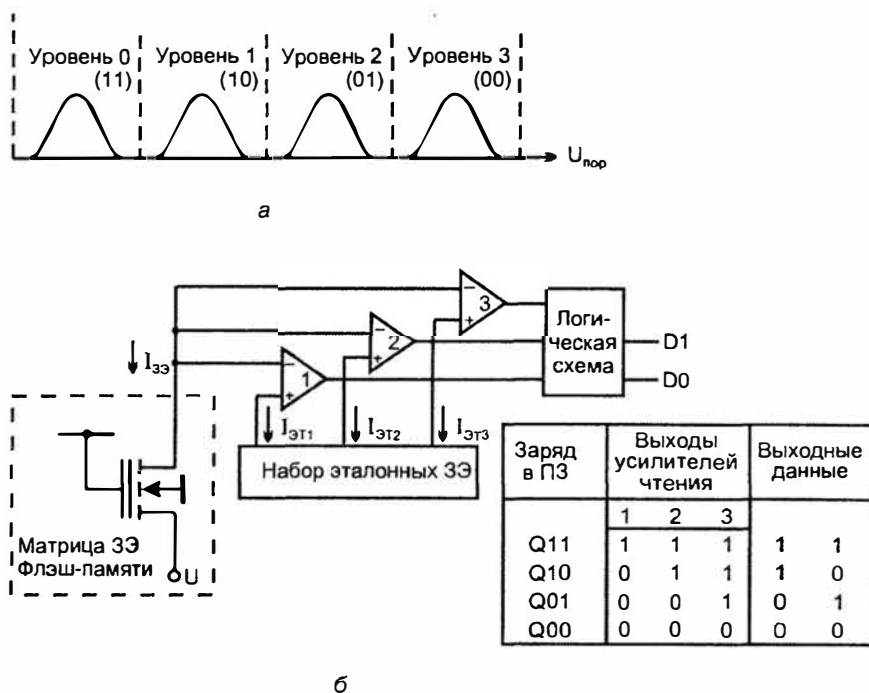 Уровень 0 Уровень 1 Уровень 2 Уровень 3
(11) (10) (01) (00)
Uпор
а
3
Логи-
ческая
схема
2
D1
1
D0
IЗЭ
IЭТ1 IЭТ2 IЭТ3
Набор эталонных ЗЭ
Матрица ЗЭ
Флэш-памяти
U
Заряд в ПЗ
Выходы усилителей чтения
Выходные данные
1 2 3
Q11 1 1 1 1 1
Q10 0 1 1 1 0
Q01 0 0 1 0 1
Q00 0 0 0 0 0
б